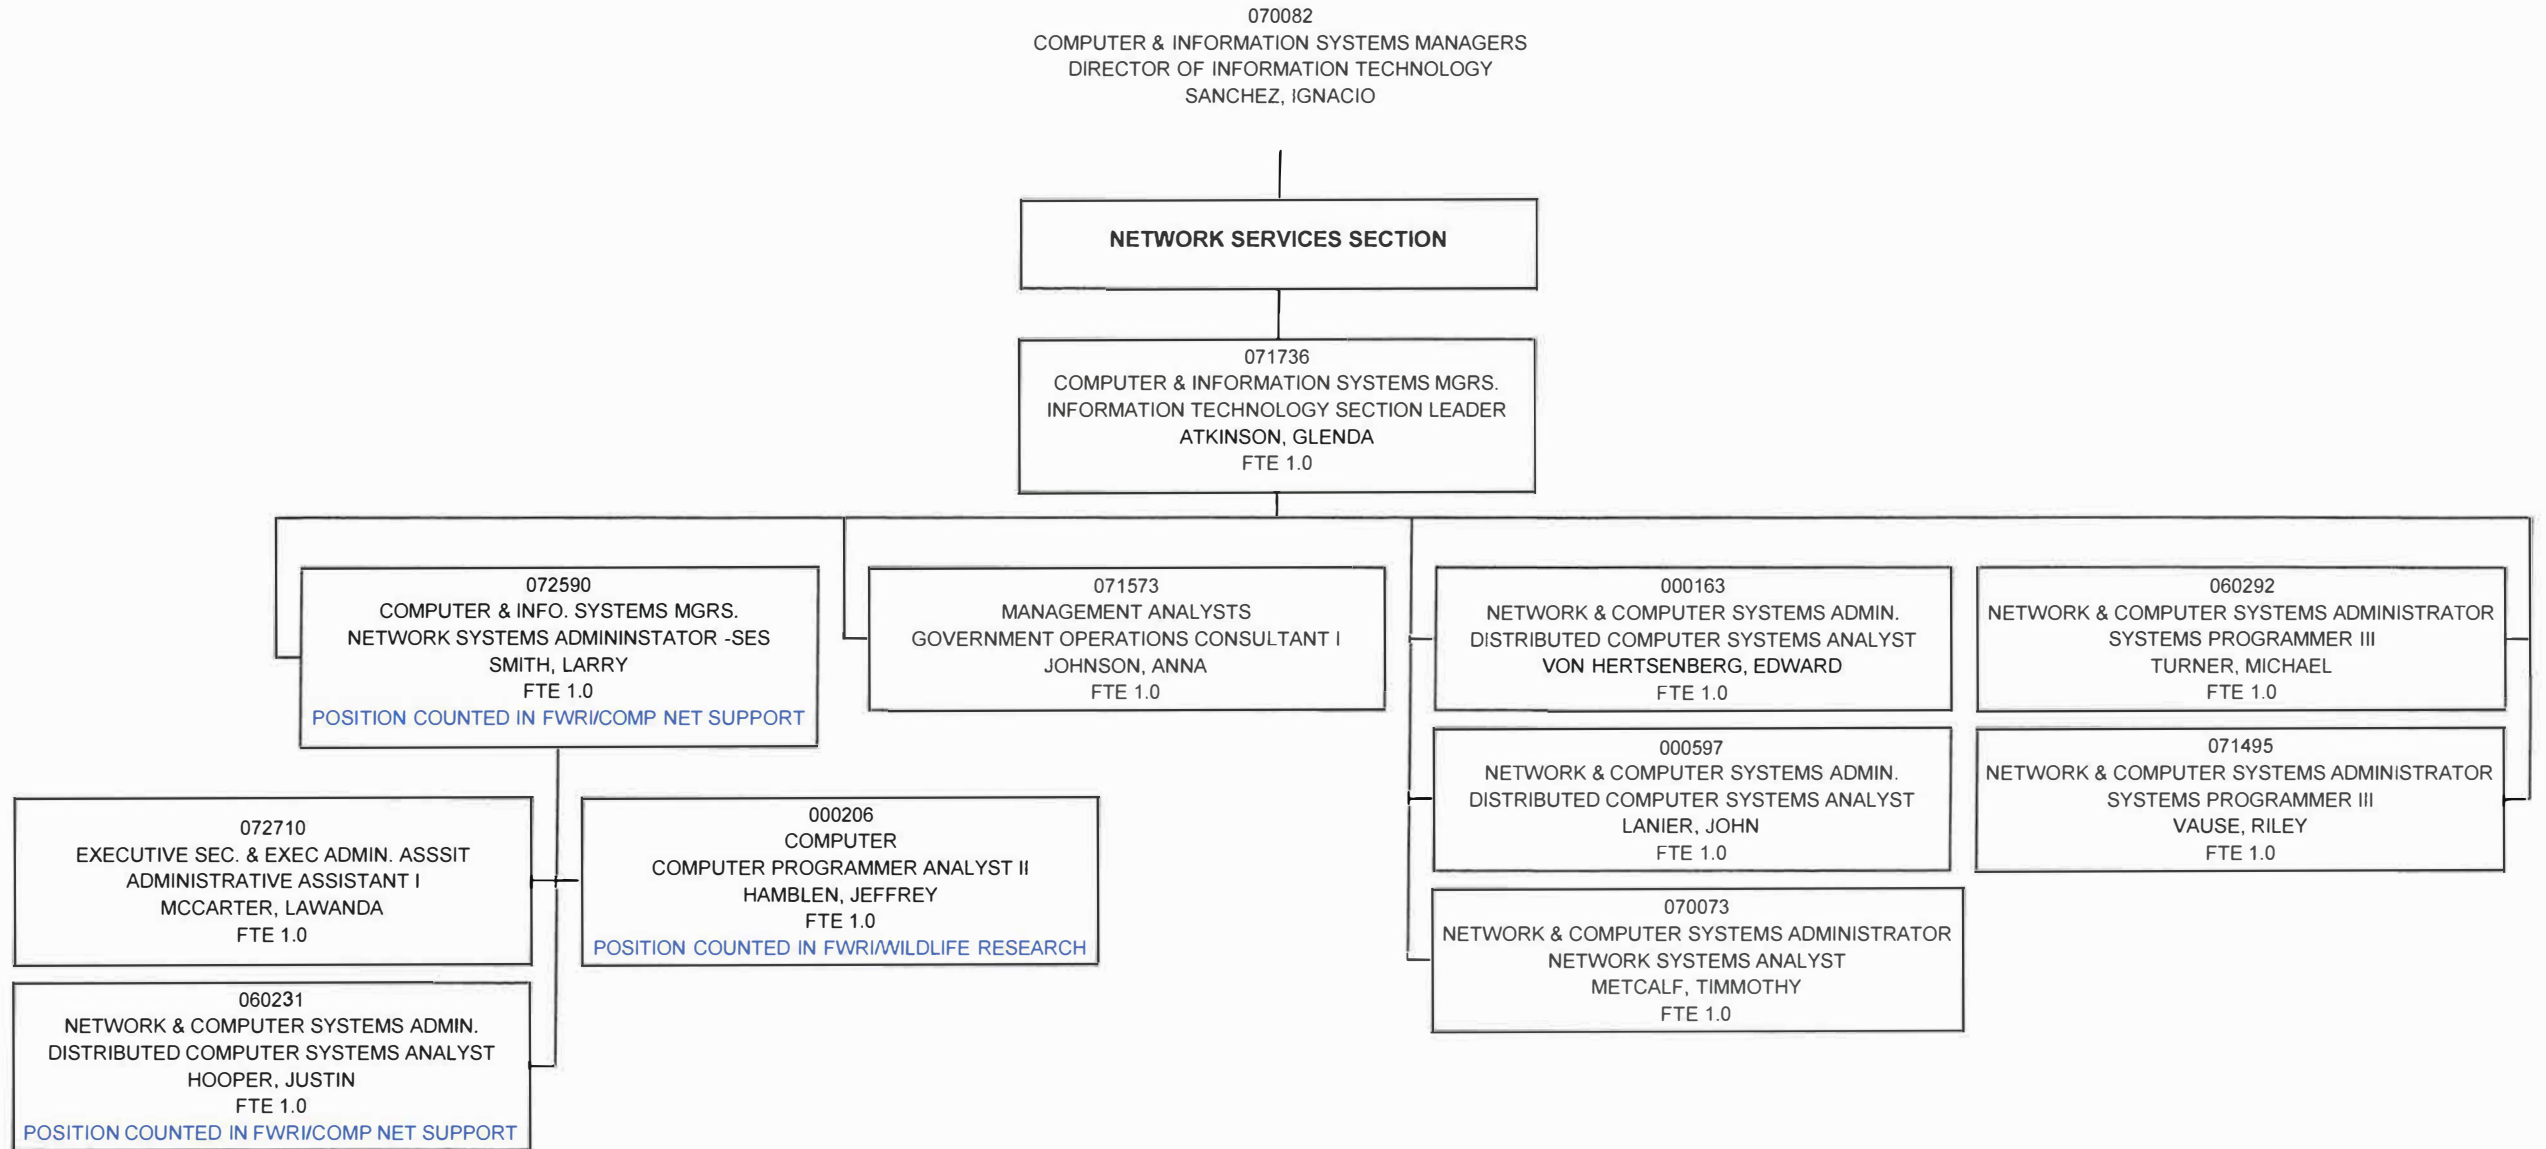 070082
COMPUTER & INFORMATION SYSTEMS MANAGERS
DIRECTOR OF INFORMATION TECHNOLOGY
SANCHEZ, IGNACIO
NETWORK SERVICES SECTION
071736
COMPUTER & INFORMATION SYSTEMS MGRS.
INFORMATION TECHNOLOGY SECTION LEADER
ATKINSON, GLENDA
FTE 1.0
072590
COMPUTER & INFO. SYSTEMS MGRS.
NETWORK SYSTEMS ADMININSTATOR -SES
SMITH, LARRY
FTE 1.0
POSITION COUNTED IN FWRI/COMP NET SUPPORT
071573
MANAGEMENT ANALYSTS
GOVERNMENT OPERATIONS CONSULTANT I
JOHNSON, ANNA
FTE 1.0
000163
NETWORK & COMPUTER SYSTEMS ADMIN.
DISTRIBUTED COMPUTER SYSTEMS ANALYST
VON HERTSENBERG, EDWARD
FTE 1.0
060292
NETWORK & COMPUTER SYSTEMS ADMINISTRATOR
SYSTEMS PROGRAMMER III
TURNER, MICHAEL
FTE 1.0
000597
NETWORK & COMPUTER SYSTEMS ADMIN.
DISTRIBUTED COMPUTER SYSTEMS ANALYST
LANIER, JOHN
FTE 1.0
071495
NETWORK & COMPUTER SYSTEMS ADMINISTRATOR
SYSTEMS PROGRAMMER III
VAUSE, RILEY
FTE 1.0
072710
EXECUTIVE SEC. & EXEC ADMIN. ASSSIT
ADMINISTRATIVE ASSISTANT I
MCCARTER, LAWANDA
FTE 1.0
000206
COMPUTER
COMPUTER PROGRAMMER ANALYST II
HAMBLEN, JEFFREY
FTE 1.0
POSITION COUNTED IN FWRI/WILDLIFE RESEARCH
070073
NETWORK & COMPUTER SYSTEMS ADMINISTRATOR
NETWORK SYSTEMS ANALYST
METCALF, TIMMOTHY
FTE 1.0
060231
NETWORK & COMPUTER SYSTEMS ADMIN.
DISTRIBUTED COMPUTER SYSTEMS ANALYST
HOOPER, JUSTIN
FTE 1.0
POSITION COUNTED IN FWRI/COMP NET SUPPORT